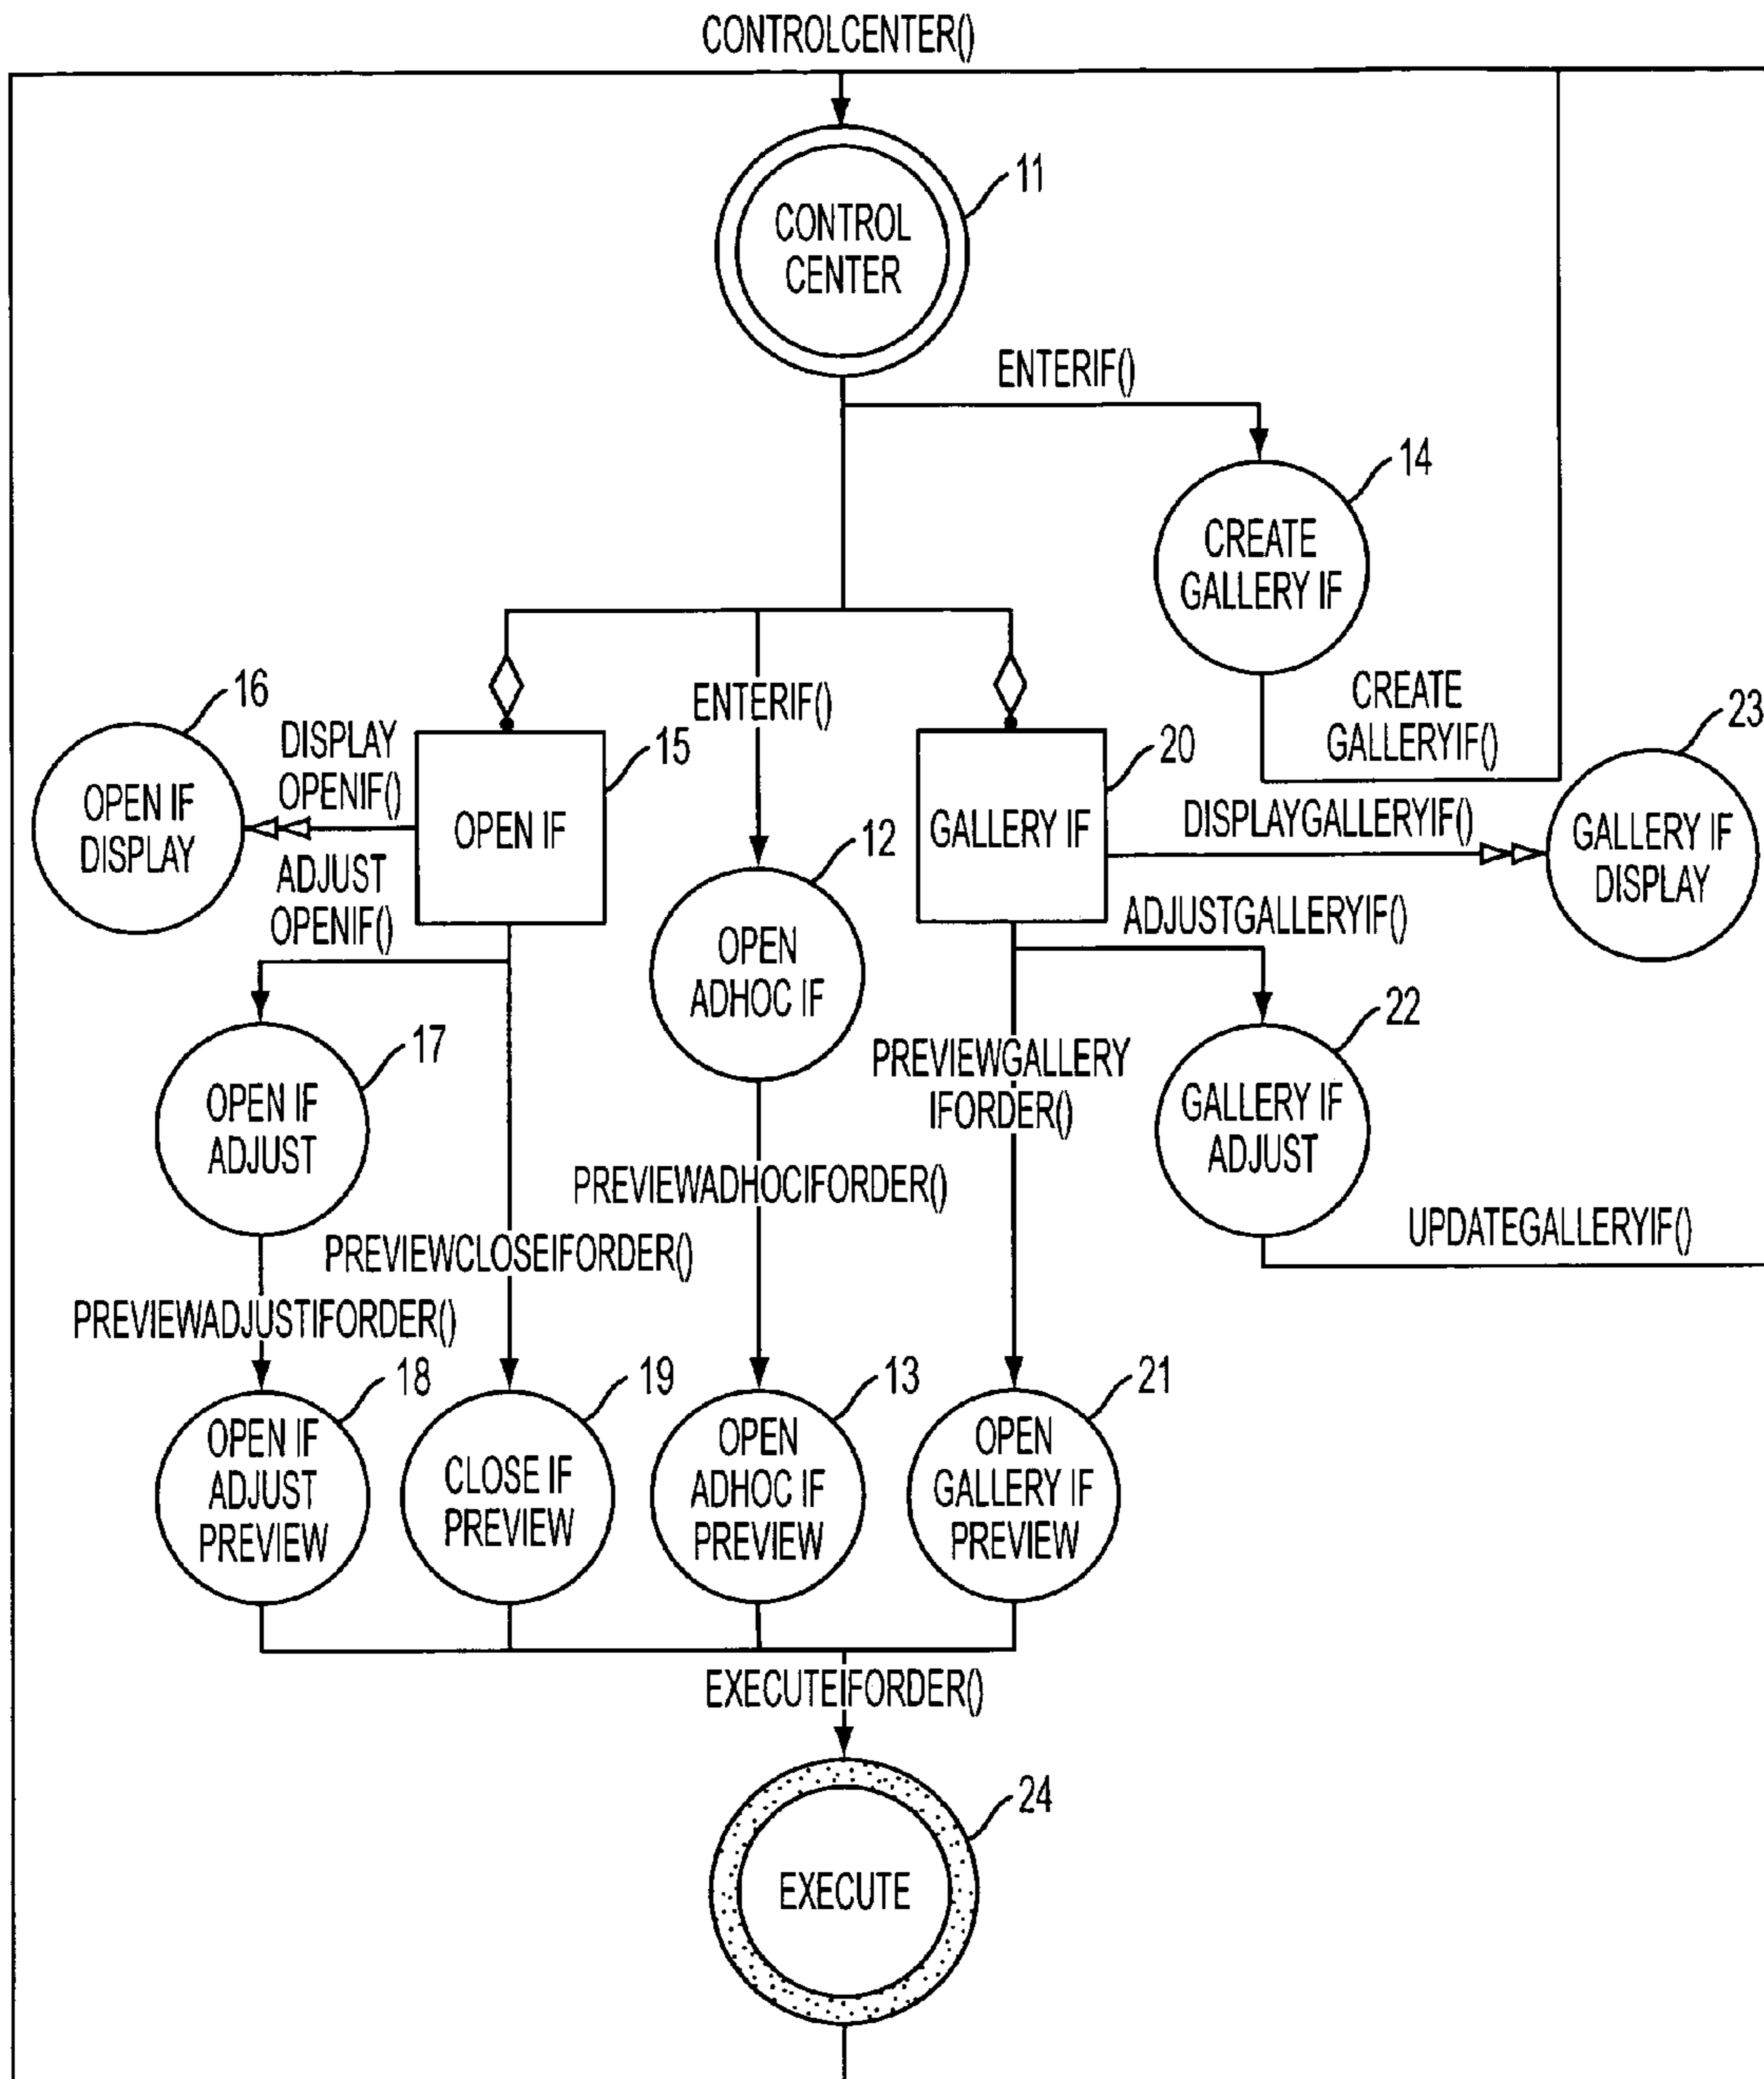 CONTROLCENTER()
11
CONTROL
CENTER
ENTERIF()
14
CREATE
GALLERY IF
CREATE
GALLERYIF()
16
DISPLAY
OPENIF()
OPEN IF
DISPLAY
15
OPEN IF
ENTERIF()
20
GALLERY IF
DISPLAYGALLERYIF()
23
GALLERY IF
DISPLAY
ADJUST
OPENIF()
12
OPEN
ADHOC IF
ADJUSTGALLERYIF()
17
OPEN IF
ADJUST
PREVIEWGALLERY
IFORDER()
22
GALLERY IF
ADJUST
PREVIEWADHOCIFORDER()
UPDATEGALLERYIF()
PREVIEWCLOSEIFORDER()
PREVIEWADJUSTIFORDER()
18
OPEN IF
ADJUST
PREVIEW
19
CLOSE IF
PREVIEW
13
OPEN
ADHOC IF
PREVIEW
21
OPEN
GALLERY IF
PREVIEW
EXECUTEIFORDER()
24
EXECUTE